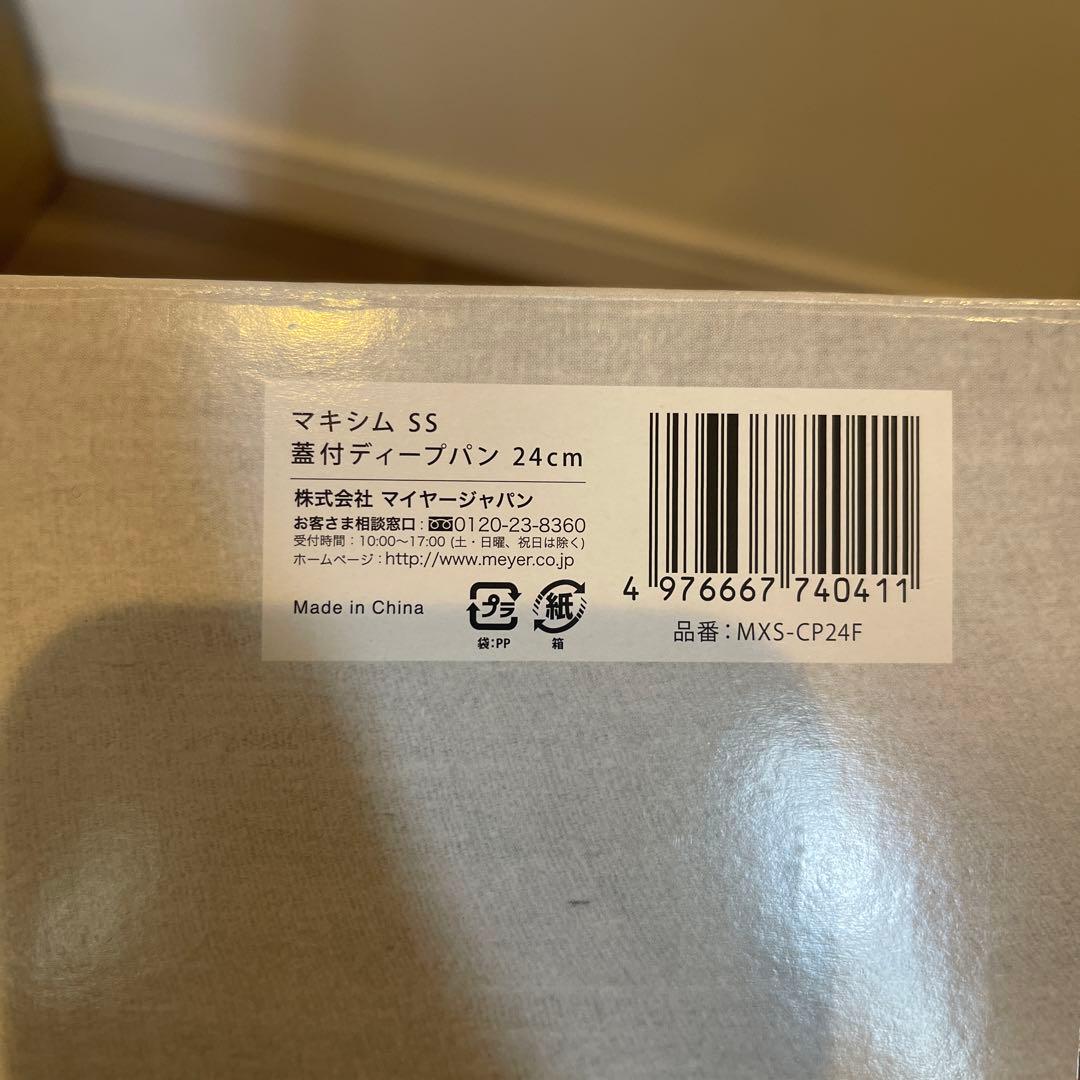 マキシム SS
蓋付ディープパン 24cm
株式会社 マイヤージャパン
お客さま相談窓口:0120-23-8360
受付時間:10:00~17:00 (土・日曜、祝日は除く)
ホームページ:http://www.meyer.co.jp
Made in China
プラ
袋:PP
紙
箱
4 976667 740411
品番:MXS-CP24F